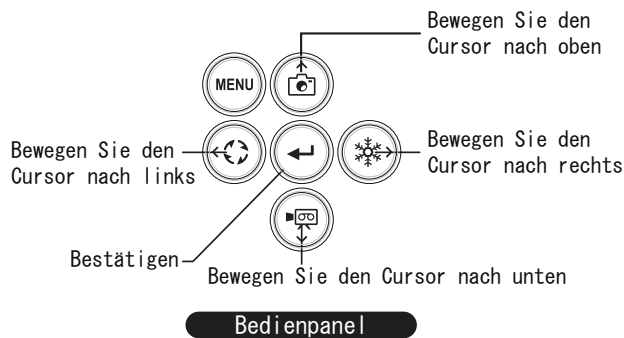 Bewegen Sie den
Cursor nach oben
MENU
Bewegen Sie den
Cursor nach links
Bewegen Sie den
Cursor nach rechts
Bestätigen
Bewegen Sie den Cursor nach unten
Bedienpanel